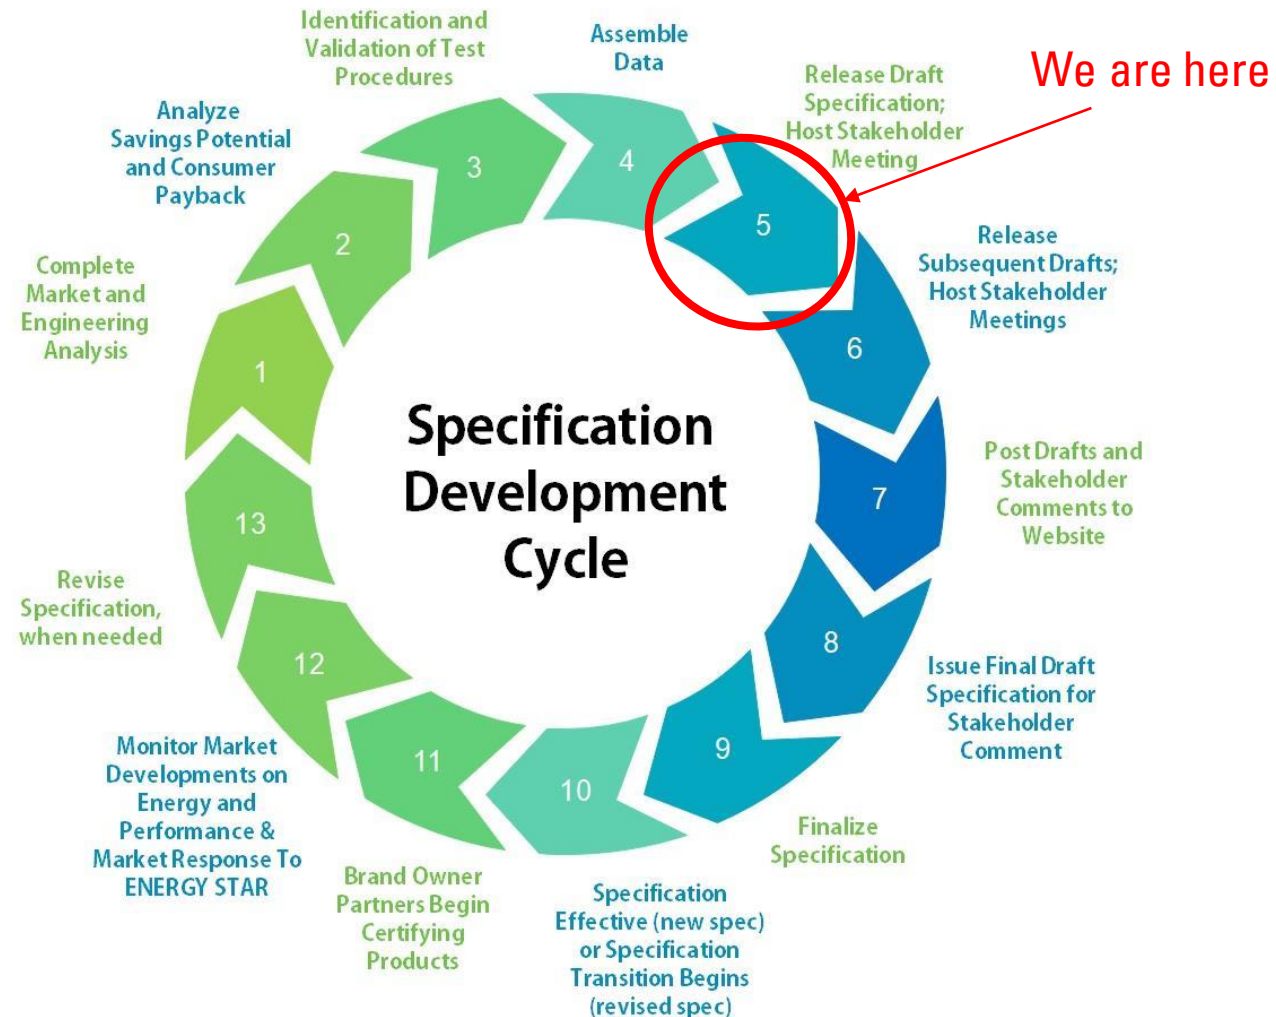 Identification and
Validation of Test
Procedures
Assemble
Data
We are here
Release Draft
Specification;
Host Stakeholder
Meeting
Analyze
Savings Potential
and Consumer
Payback
3
4
5
2
Release
Subsequent Drafts;
Host Stakeholder
Meetings
Complete
Market and
Engineering
Analysis
1
6
Specification
Development
Cycle
Post Drafts and
Stakeholder
Comments to
Website
7
13
Revise
Specification,
when needed
12
8
Issue Final Draft
Specification for
Stakeholder
Comment
Monitor Market
Developments on
Energy and
Performance &
Market Response To
ENERGY STAR
11
10
9
Finalize
Specification
Brand Owner
Partners Begin
Certifying
Products
Specification
Effective (new spec)
or Specification
Transition Begins
(revised spec)